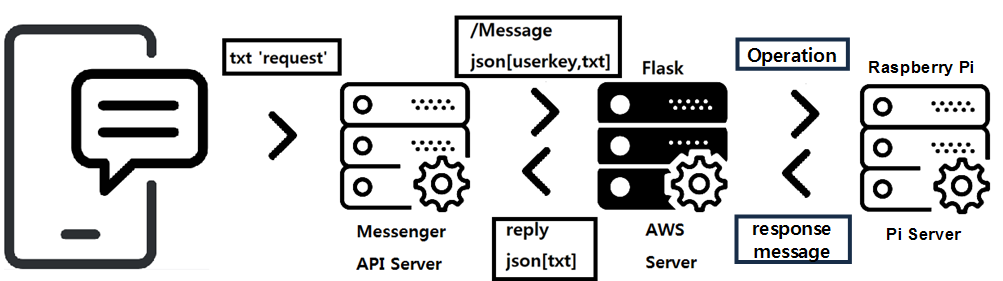 txt 'request'
/Message
json[userkey,txt]
Flask
Operation
Raspberry Pi
Messenger
API Server
reply
json[txt]
AWS
Server
response
message
Pi Server